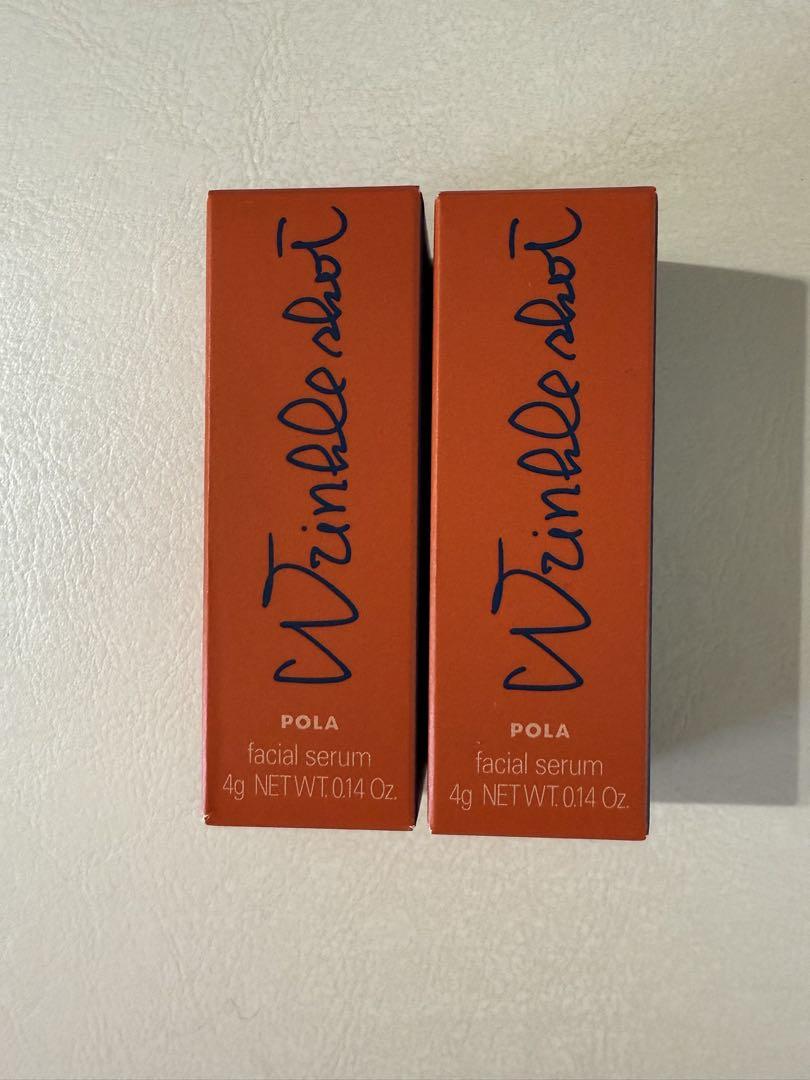 Wrinkle shot
POLA
facial serum
4g NET WT. 0.14 Oz.
Wrinkle shot
POLA
facial serum
4g NET WT. 0.14 Oz.